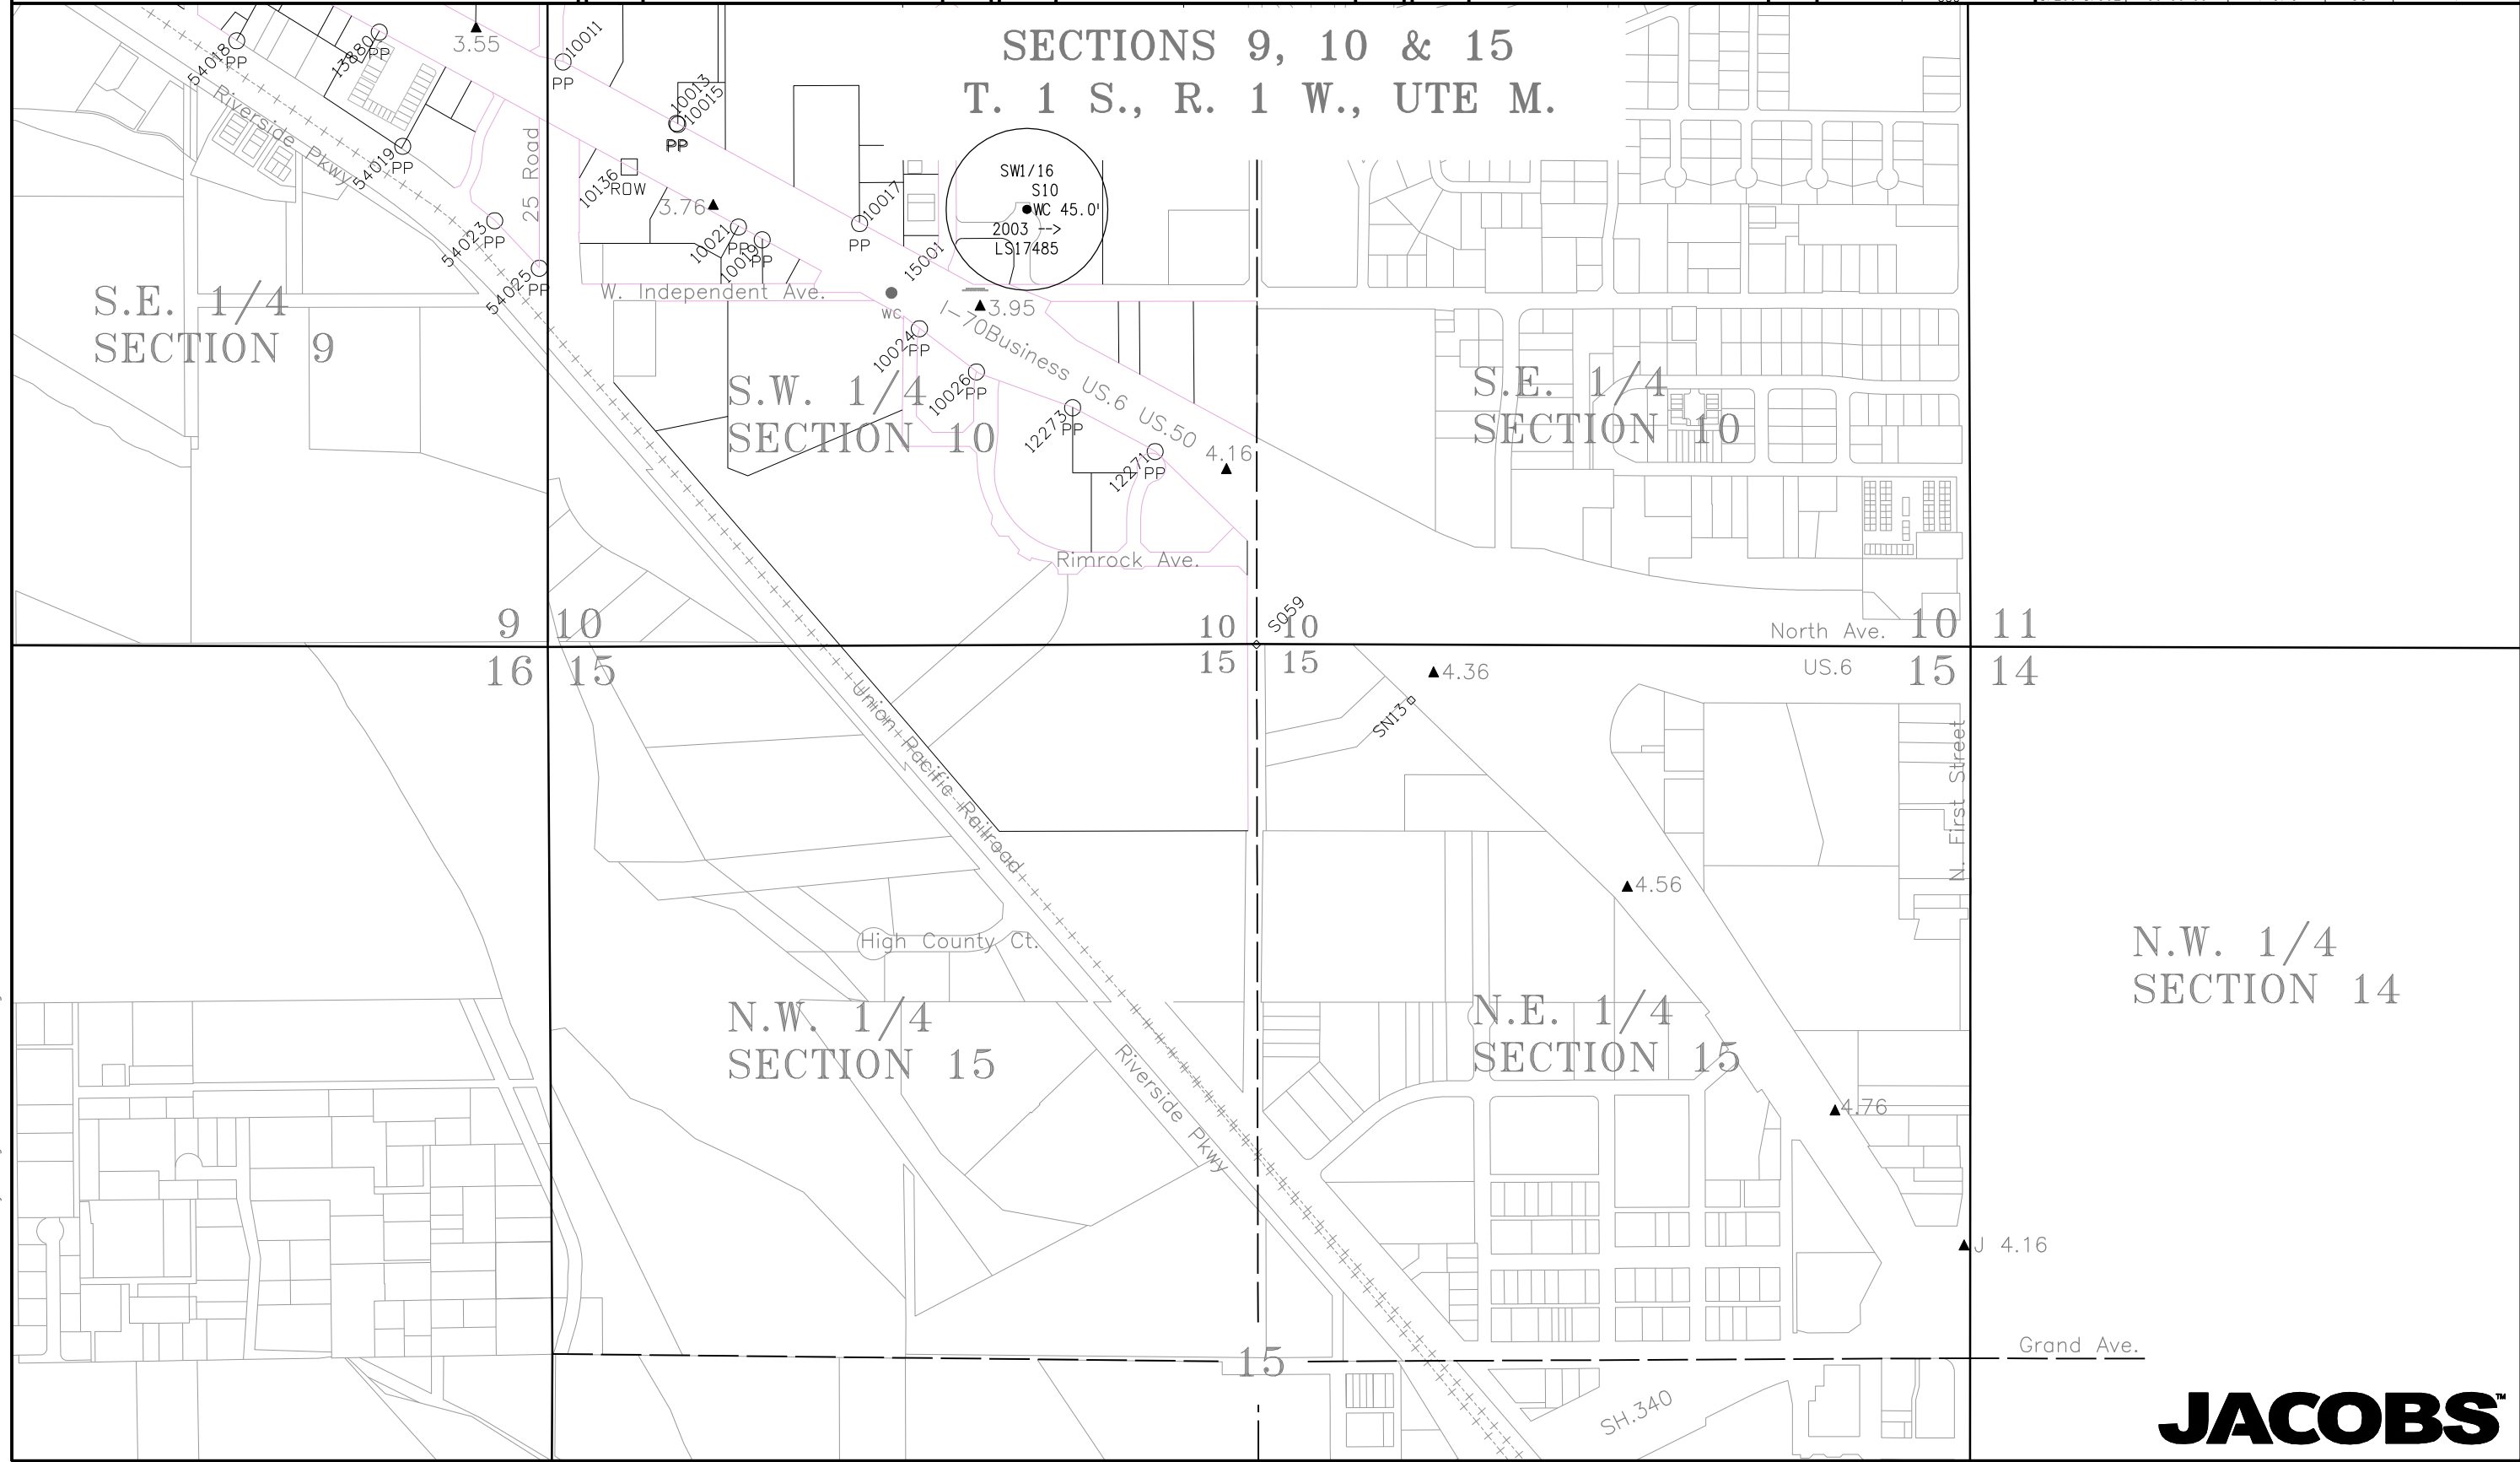 SECTIONS 9, 10 & 15
T. 1 S., R. 1 W., UTE M.
3.55
10011
PP
13880
PP
54018
PP
Riverside Pkwy
54019
PP
25 Road
10013
10015
PP
PP
10136
ROW
3.76
10021
PP
10019
PP
10017
PP
15001
SW1/16
S10
WC 45.0'
2003 -->
LS17485
54023
PP
54025
PP
W. Independent Ave.
WC
3.95
I-70Business US.6 US.50
S.E. 1/4
SECTION 9
10024
PP
10026
PP
12273
PP
12271
PP
4.16
S.W. 1/4
SECTION 10
S.E. 1/4
SECTION 10
Rimrock Ave.
S059
9 10
16 15
10 10
15 15
North Ave.
US.6
10 11
15 14
4.36
SN13
Union Pacific Railroad
N. First Street
4.56
High County Ct.
N.W. 1/4
SECTION 14
N.W. 1/4
SECTION 15
N.E. 1/4
SECTION 15
Riverside Pkwy
4.76
J 4.16
Grand Ave.
15
SH.340
JACOBS™